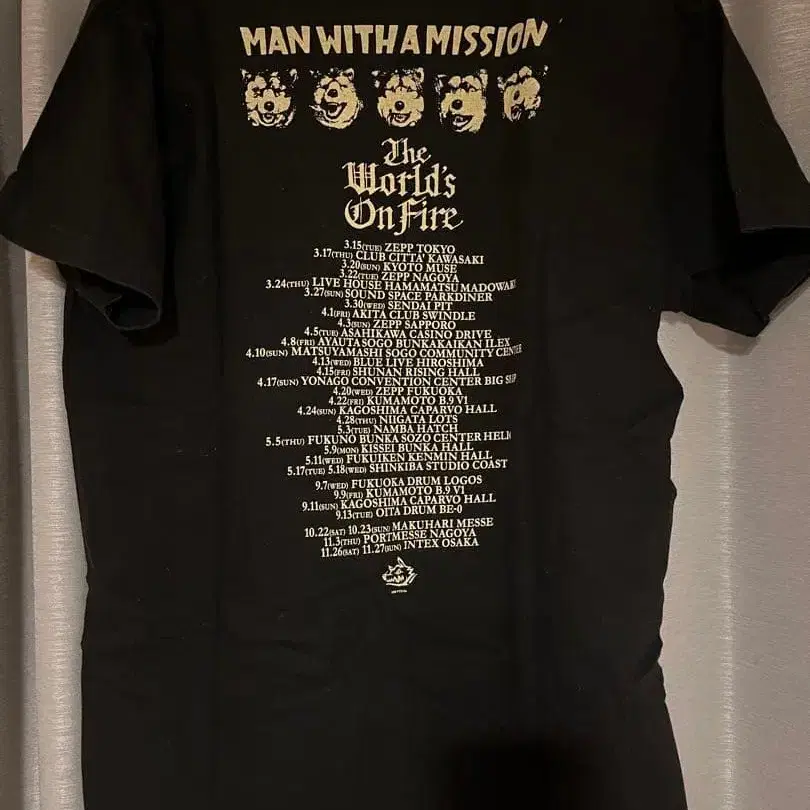 MAN WITH A MISSION
The
World's
On Fire
3.15(TUE) ZEPP TOKYO
3.17(THU) CLUB CITTA' KAWASAKI
3.20(SUN) KYOTO MUSE
3.22(TUE) ZEPP NAGOYA
3.24(THU) LIVE HOUSE HAMAMATSU MADOWAKU
3.27(SUN) SOUND SPACE PARKDINER
3.30(WED) SENDAI PIT
4.1(FRI) AKITA CLUB SWINDLE
4.3(SUN) ZEPP SAPPORO
4.5(TUE) ASAHIKAWA CASINO DRIVE
4.8(FRI) AYAUTA SOGO BUNKAKAIKAN ILEX
4.10(SUN) MATSUYAMASHI SOGO COMMUNITY CENTER
4.13(WED) BLUE LIVE HIROSHIMA
4.15(FRI) SHUNAN RISING HALL
4.17(SUN) YONAGO CONVENTION CENTER BIG SHIP
4.20(WED) ZEPP FUKUOKA
4.22(FRI) KUMAMOTO B.9 V1
4.24(SUN) KAGOSHIMA CAPARVO HALL
4.28(THU) NIIGATA LOTS
5.3(TUE) NAMBA HATCH
5.5(THU) FUKUNO BUNKA SOZO CENTER
5.9(MON) KISSEI BUNKA HALL
5.11(WED) FUKUIKEN KENMIN HALL
5.17(TUE) 5.18(WED) SHINKIBA STUDIO COAST
9.7(WED) FUKUOKA DRUM LOGOS
9.9(FRI) KUMAMOTO B.9 V1
9.11(SUN) KAGOSHIMA CAPARVO HALL
9.13(TUE) OITA DRUM BE-0
10.22(SAT) 10.23(SUN) MAKUHARI MESSE
11.3(THU) PORTMESSE NAGOYA
11.26(SAT) 11.27(SUN) INTEX OSAKA